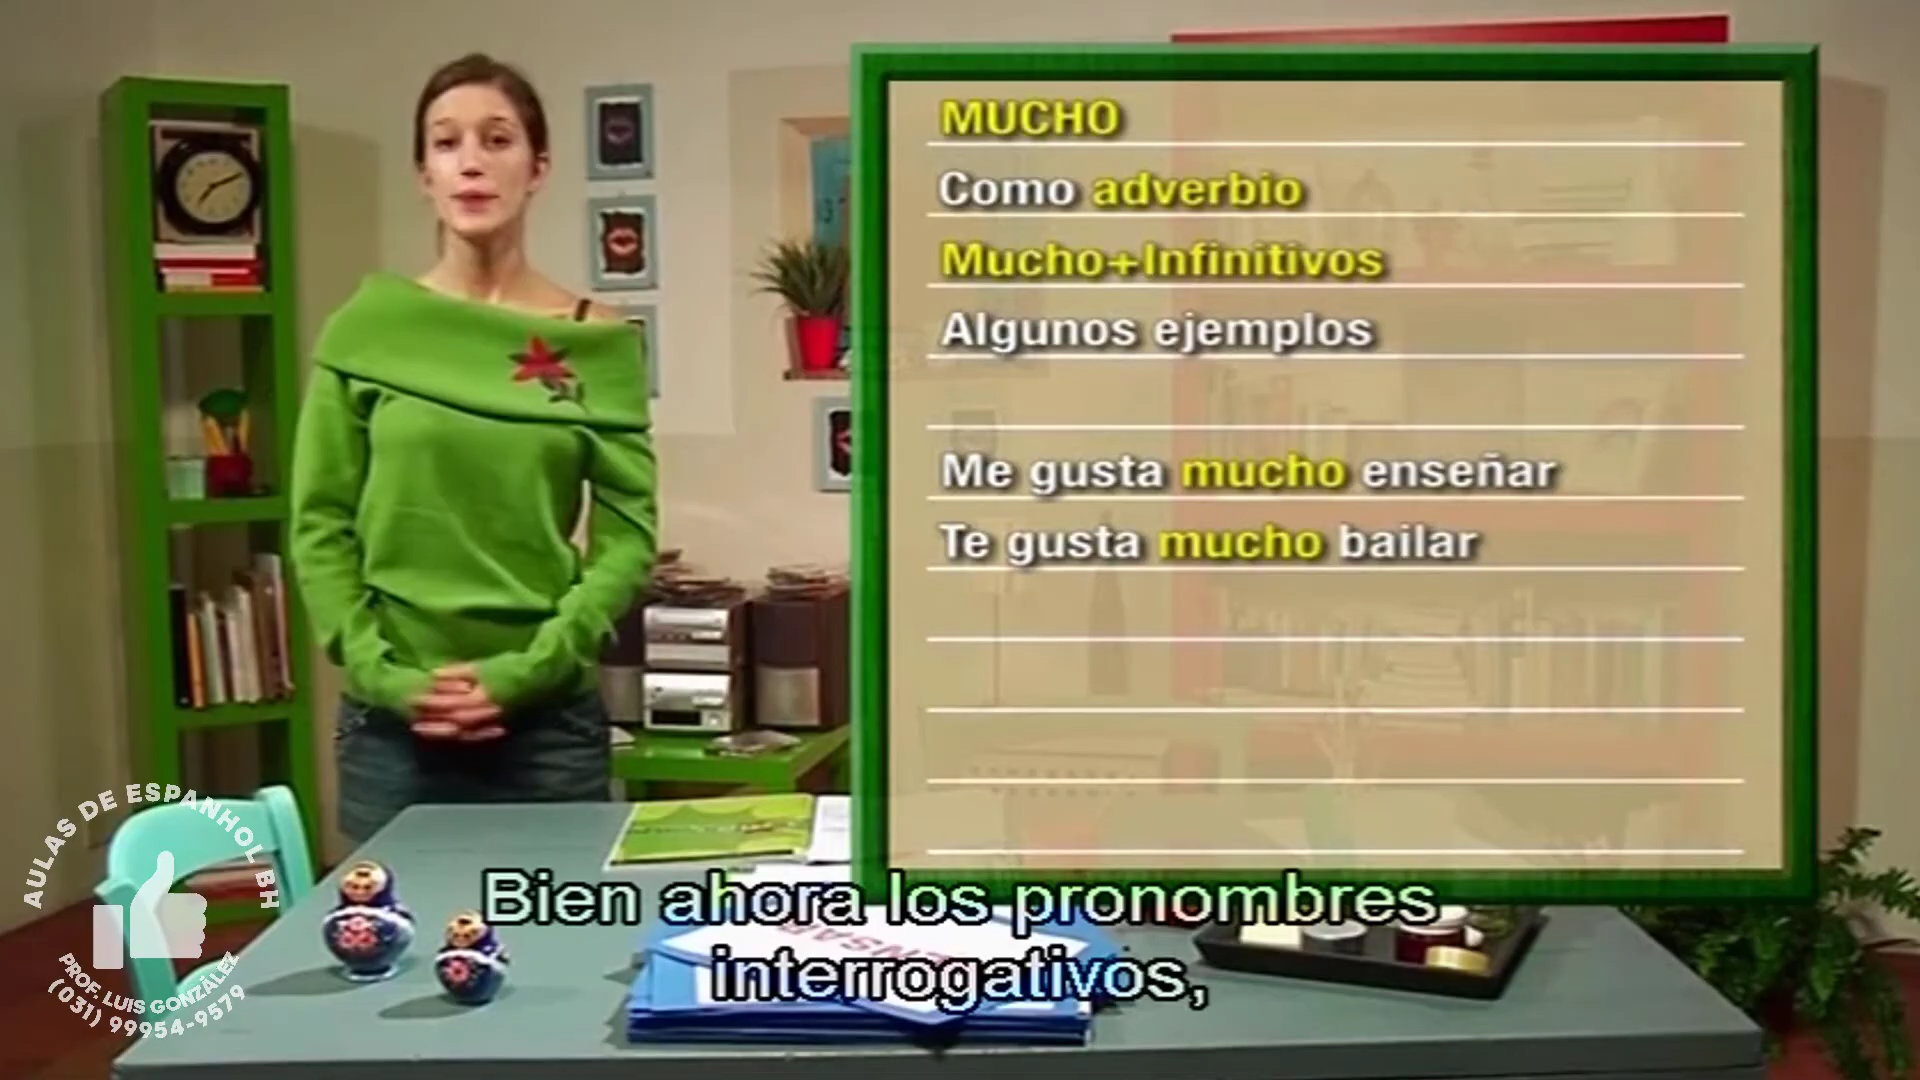 MUCHO
Como adverbio
Mucho+Infinitivos
Algunos ejemplos
Me gusta mucho enseñar
Te gusta mucho bailar
Bien ahora los pronombres
interrogativos,
AULAS DE ESPANHOL BH
PROF. LUIS GONZÁLEZ
(031) 99954-9579